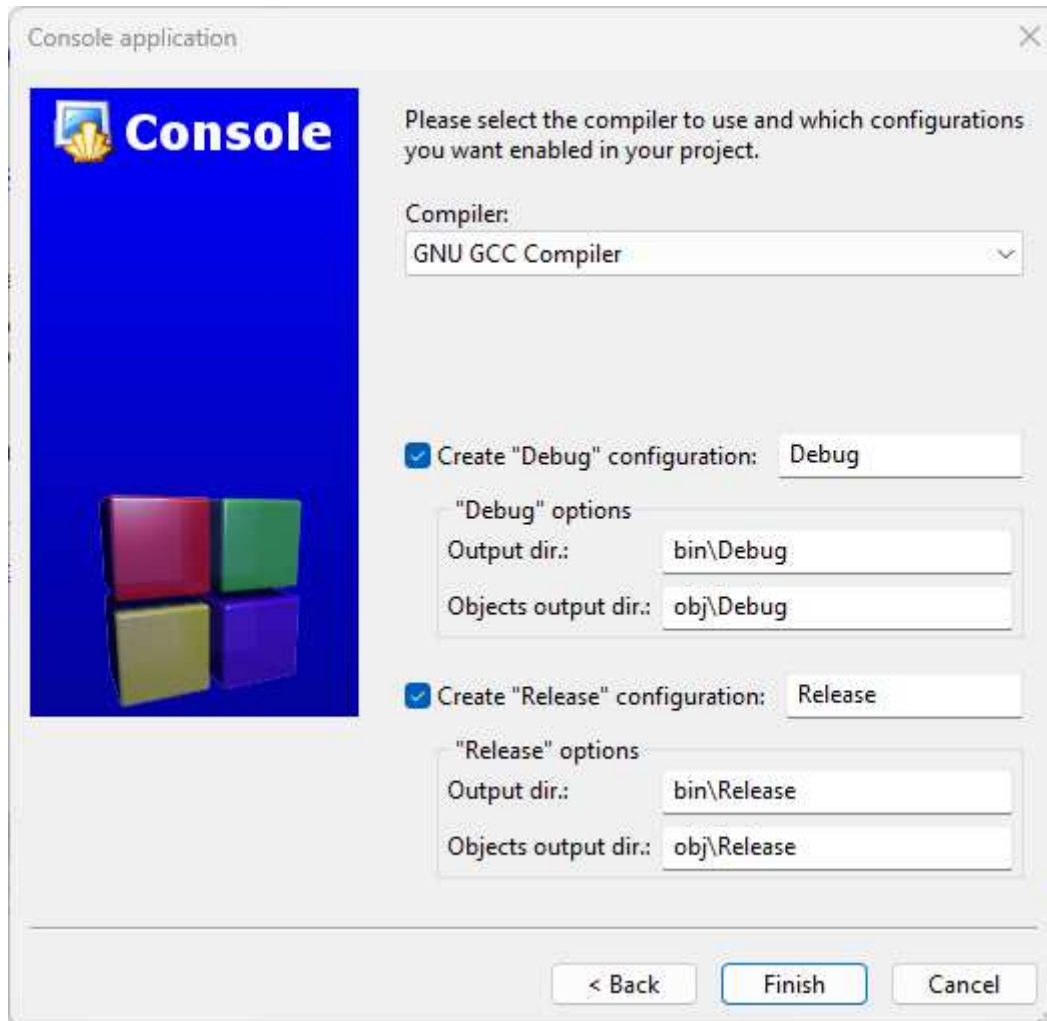 Console application
Console
Please select the compiler to use and which configurations
you want enabled in your project.
Compiler:
GNU GCC Compiler
Create "Debug" configuration: Debug
"Debug" options
Output dir.: bin\Debug
Objects output dir.: obj\Debug
Create "Release" configuration: Release
"Release" options
Output dir.: bin\Release
Objects output dir.: obj\Release
< Back Finish Cancel